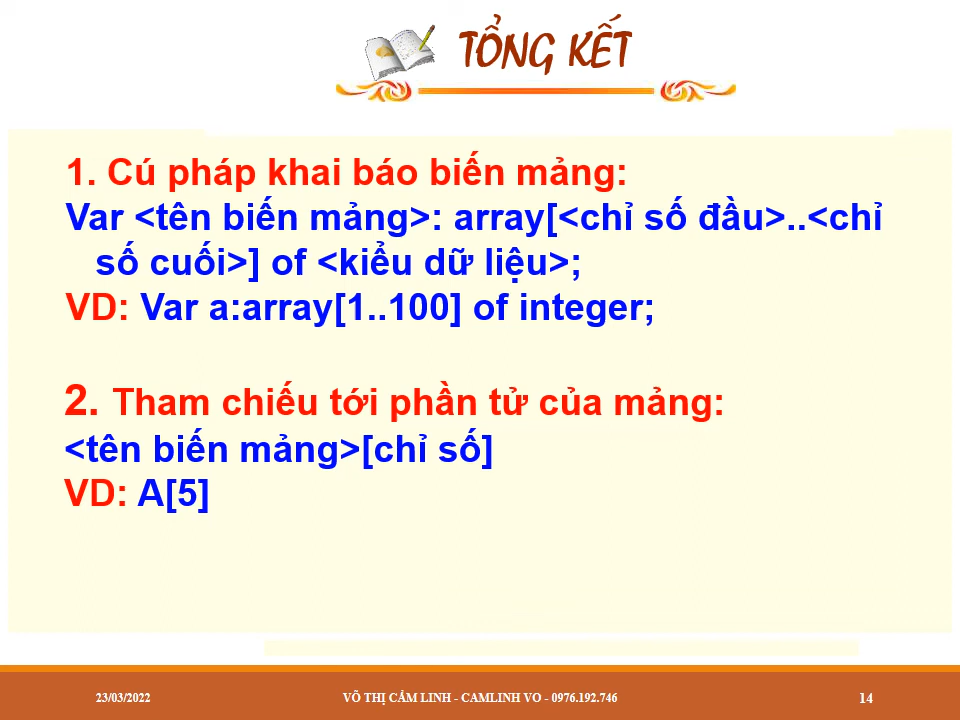 TỔNG KẾT
1. Cú pháp khai báo biến mảng:
Var <tên biến mảng>: array[<chỉ số đầu>..<chỉ
số cuối>] of <kiểu dữ liệu>;
VD: Var a:array[1..100] of integer;
2. Tham chiếu tới phần tử của mảng:
<tên biến mảng>[chỉ số]
VD: A[5]
23/03/2022 VÕ THỊ CẨM LINH - CAMLINH VO - 0976.192.746 14